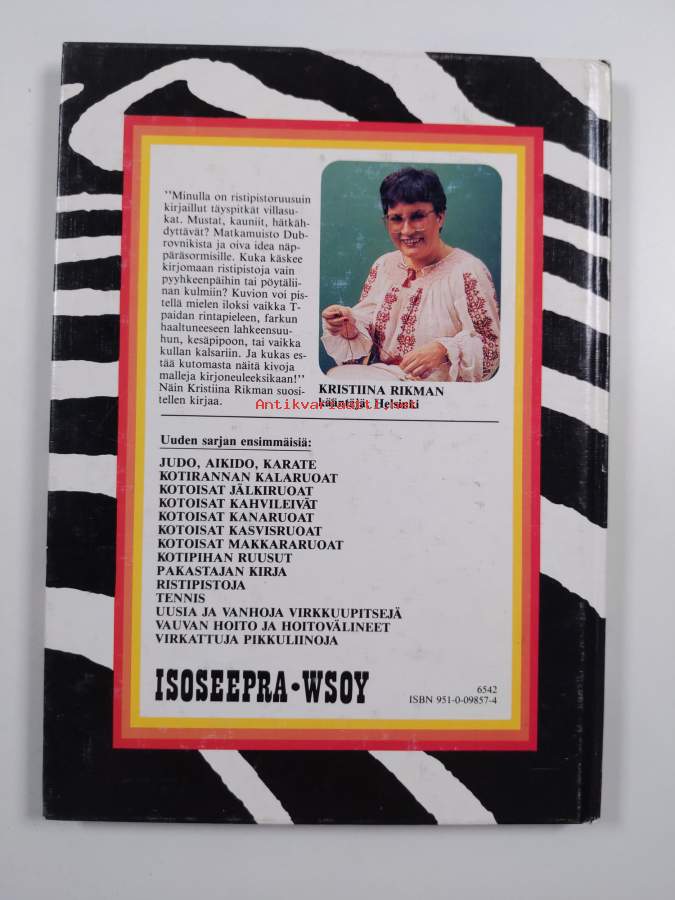 "Minulla on ristipistoruusuin
kirjaillut täyspitkät villasu-
kat. Mustat, kauniit, hätkäh-
dyttävät? Matkamuisto Dub-
rovnikista ja oiva idea näp-
päräsormisille. Kuka käskee
kirjomaan ristipistoja vain
pyyhkeenpäihin tai pöytälii-
nan kulmiin? Kuvion voi pis-
tellä mielen iloksi vaikka T-
paidan rintapieleen, farkun
haaltuneeseen lahkeensuu-
hun, kesäpipoon, tai vaikka
kullan kalsariin. Ja kukas es-
tää kutomasta näitä kivoja
malleja kirjoneuleeksikaan!"
Näin Kristiina Rikman suosi-
tellen kirjaa.
KRISTIINA RIKMAN
kääntäjä, Helsinki
Uuden sarjan ensimmäisiä:
JUDO, AIKIDO, KARATE
KOTIRANNAN KALARUOAT
KOTOISAT JÄLKIRUOAT
KOTOISAT KAHVILEIVÄT
KOTOISAT KANARUOAT
KOTOISAT KASVISRUOAT
KOTOISAT MAKKARARUOAT
KOTIPIHAN RUUSUT
PAKASTAJAN KIRJA
RISTIPISTOJA
TENNIS
UUSIA JA VANHOJA VIRKKUUPITSEJÄ
VAUVAN HOITO JA HOITOVÄLINEET
VIRKATTUJA PIKKULIINOJA
ISOSEEPRA•WSOY
6542
ISBN 951-0-09857-4